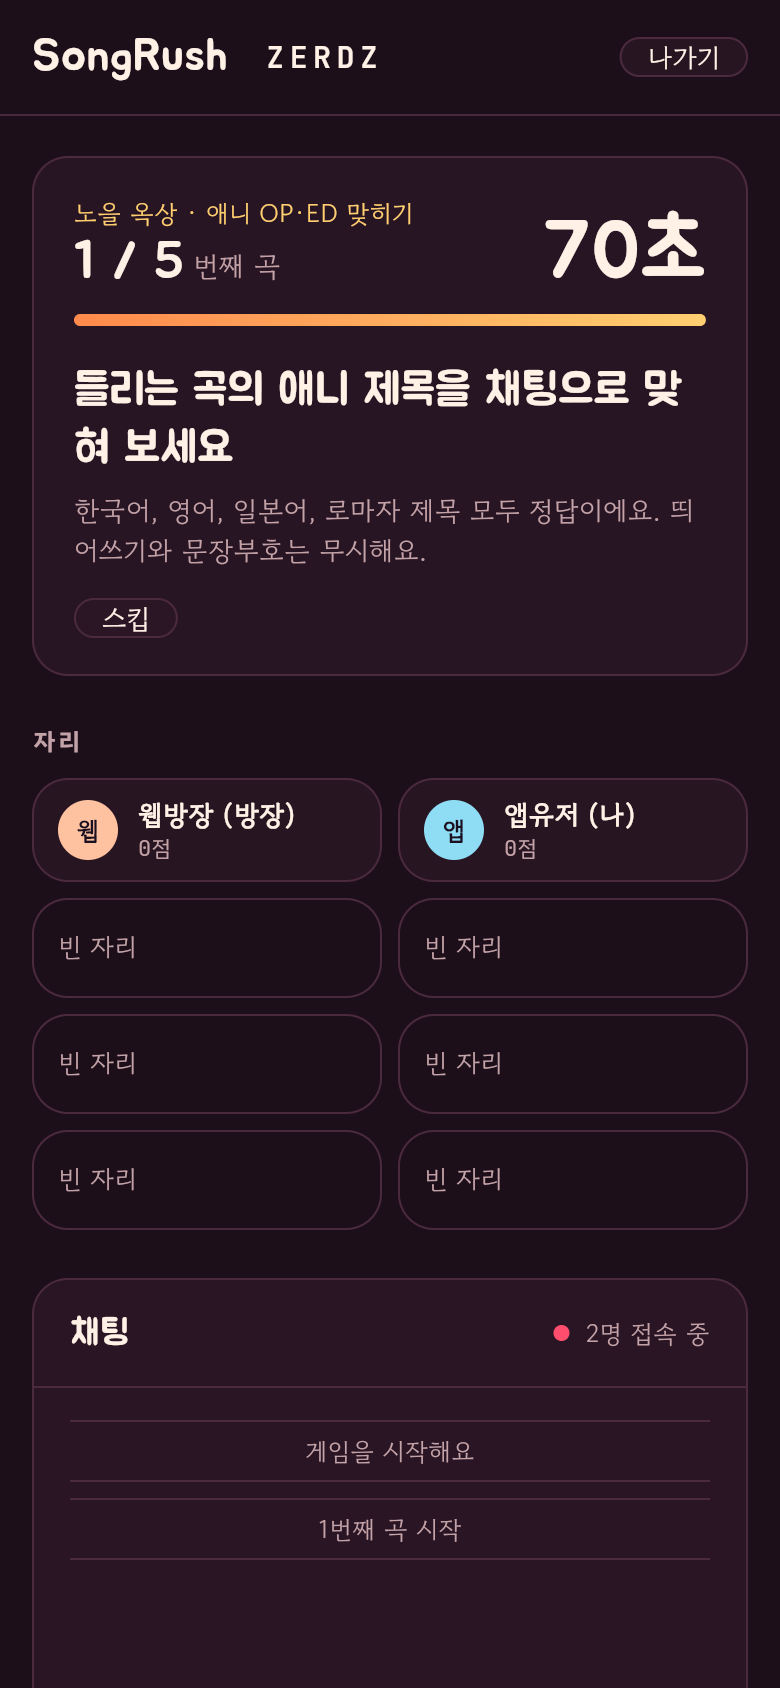 SongRush ZERDZ 나가기
노을 옥상 · 애니 OP·ED 맞히기
1 / 5 번째 곡
70초
들리는 곡의 애니 제목을 채팅으로 맞
혀 보세요
한국어, 영어, 일본어, 로마자 제목 모두 정답이에요. 띄
어쓰기와 문장부호는 무시해요.
스킵
자리
웹
웹방장 (방장)
0점
앱
앱유저 (나)
0점
빈 자리
빈 자리
빈 자리
빈 자리
빈 자리
빈 자리
채팅
2명 접속 중
게임을 시작해요
1번째 곡 시작